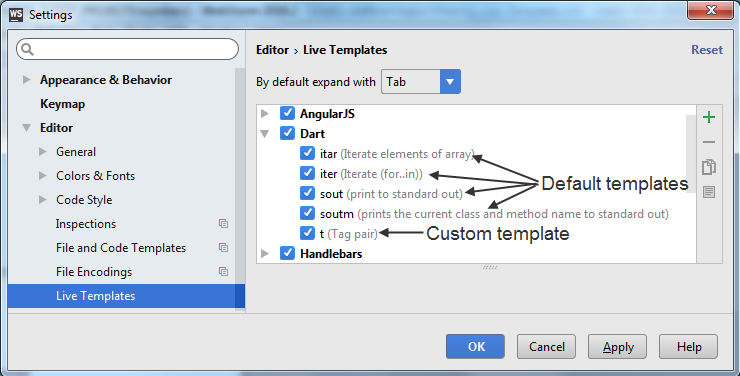 WS Settings
Editor › Live Templates Reset
By default expand with Tab
Appearance & Behavior
Keymap
Editor
General
Colors & Fonts
Code Style
Inspections
File and Code Templates
File Encodings
Live Templates
AngularJS
Dart
itar (Iterate elements of array)
iter (Iterate (for..in))
sout (print to standard out)
soutm (prints the current class and method name to standard out)
t (Tag pair)
Handlebars
Default templates
Custom template
OK Cancel Apply Help